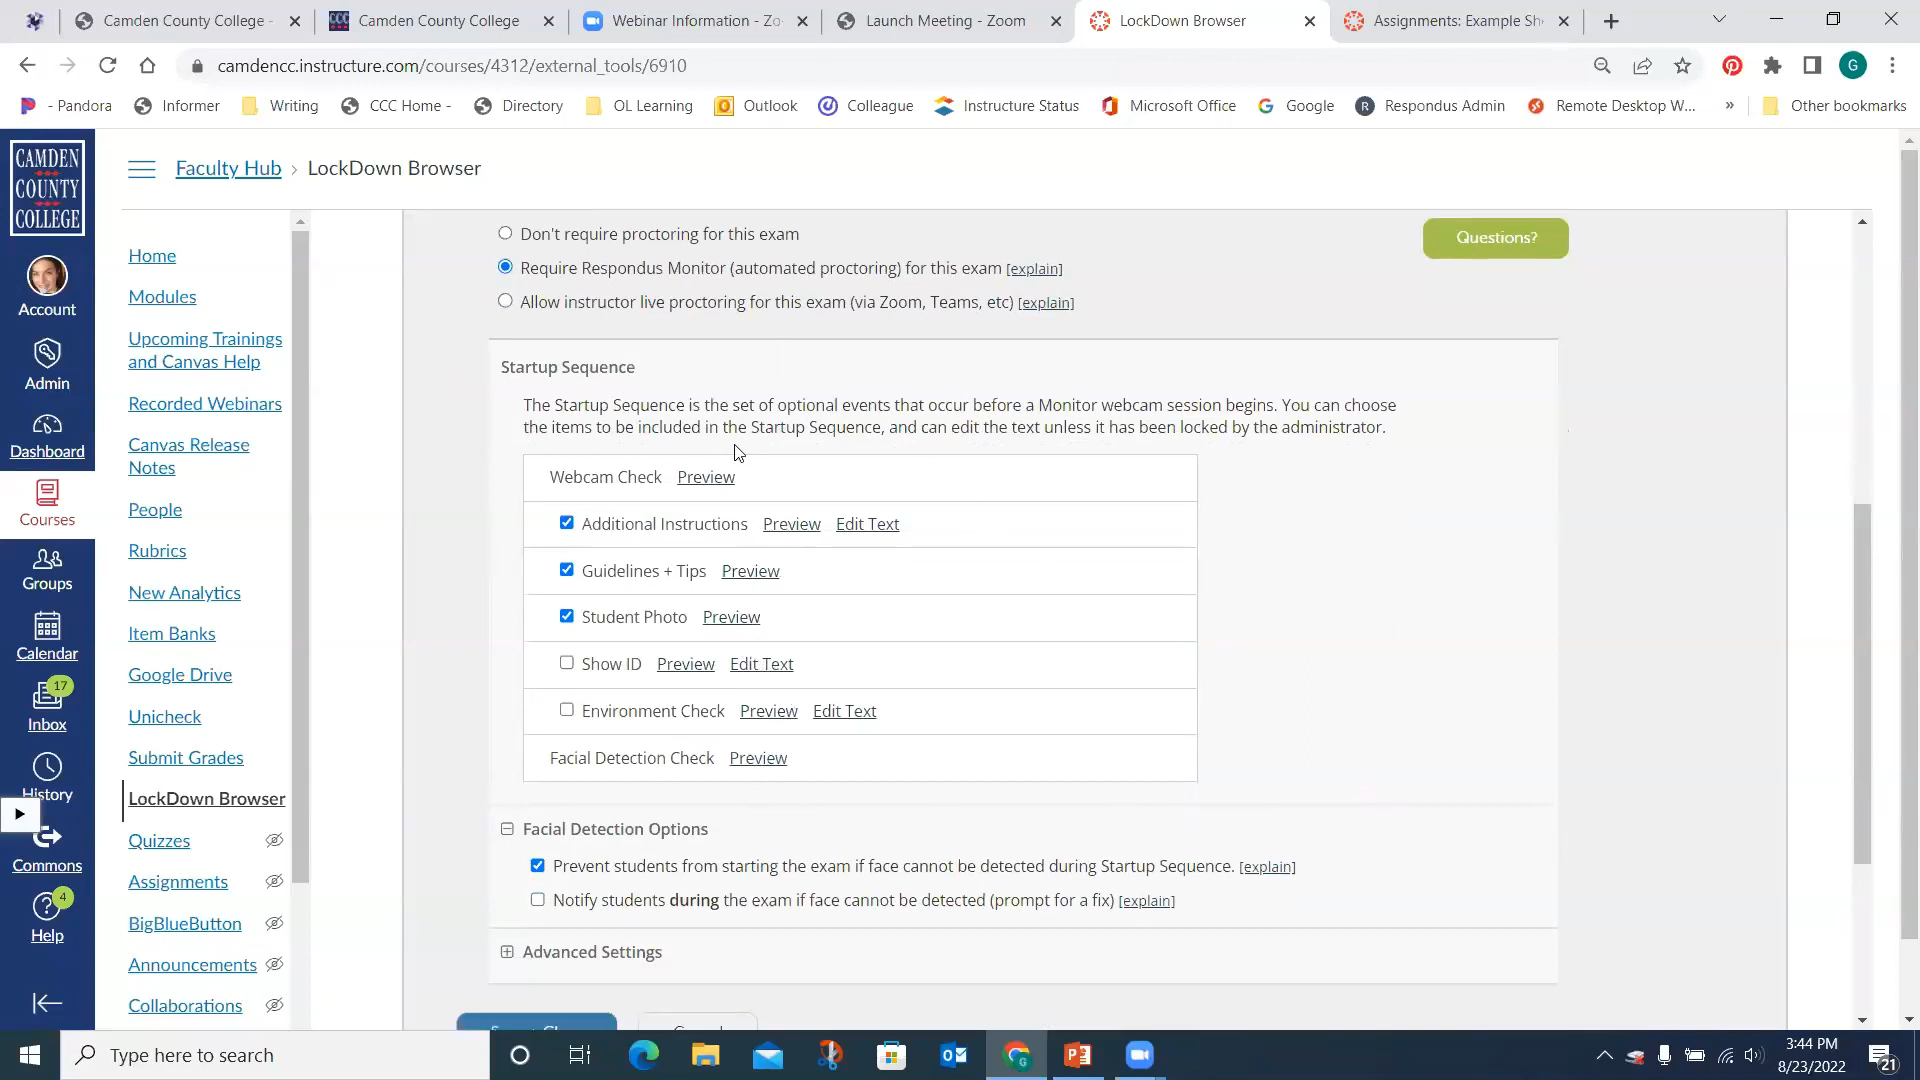 Camden County College -
Camden County College
Webinar Information - Zo
Launch Meeting - Zoom
LockDown Browser
Assignments: Example Sh
camdencc.instructure.com/courses/4312/external_tools/6910
G
- Pandora
Informer
Writing
CCC Home -
Directory
OL Learning
Outlook
Colleague
Instructure Status
Microsoft Office
Google
R
Respondus Admin
Remote Desktop W...
»
Other bookmarks
CAMDEN
COUNTY
COLLEGE
Account
Admin
Dashboard
Courses
Groups
Calendar
17
Inbox
History
Commons
4
Help
Faculty Hub › LockDown Browser
Home
Modules
Upcoming Trainings
and Canvas Help
Recorded Webinars
Canvas Release
Notes
People
Rubrics
New Analytics
Item Banks
Google Drive
Unicheck
Submit Grades
LockDown Browser
Quizzes
Assignments
BigBlueButton
Announcements
Collaborations
Don't require proctoring for this exam
Questions?
Require Respondus Monitor (automated proctoring) for this exam [explain]
Allow instructor live proctoring for this exam (via Zoom, Teams, etc) [explain]
Startup Sequence
The Startup Sequence is the set of optional events that occur before a Monitor webcam session begins. You can choose
the items to be included in the Startup Sequence, and can edit the text unless it has been locked by the administrator.
Webcam Check Preview
Additional Instructions Preview Edit Text
Guidelines + Tips Preview
Student Photo Preview
Show ID Preview Edit Text
Environment Check Preview Edit Text
Facial Detection Check Preview
Facial Detection Options
Prevent students from starting the exam if face cannot be detected during Startup Sequence. [explain]
Notify students during the exam if face cannot be detected (prompt for a fix) [explain]
Advanced Settings
Type here to search
3:44 PM
8/23/2022
21